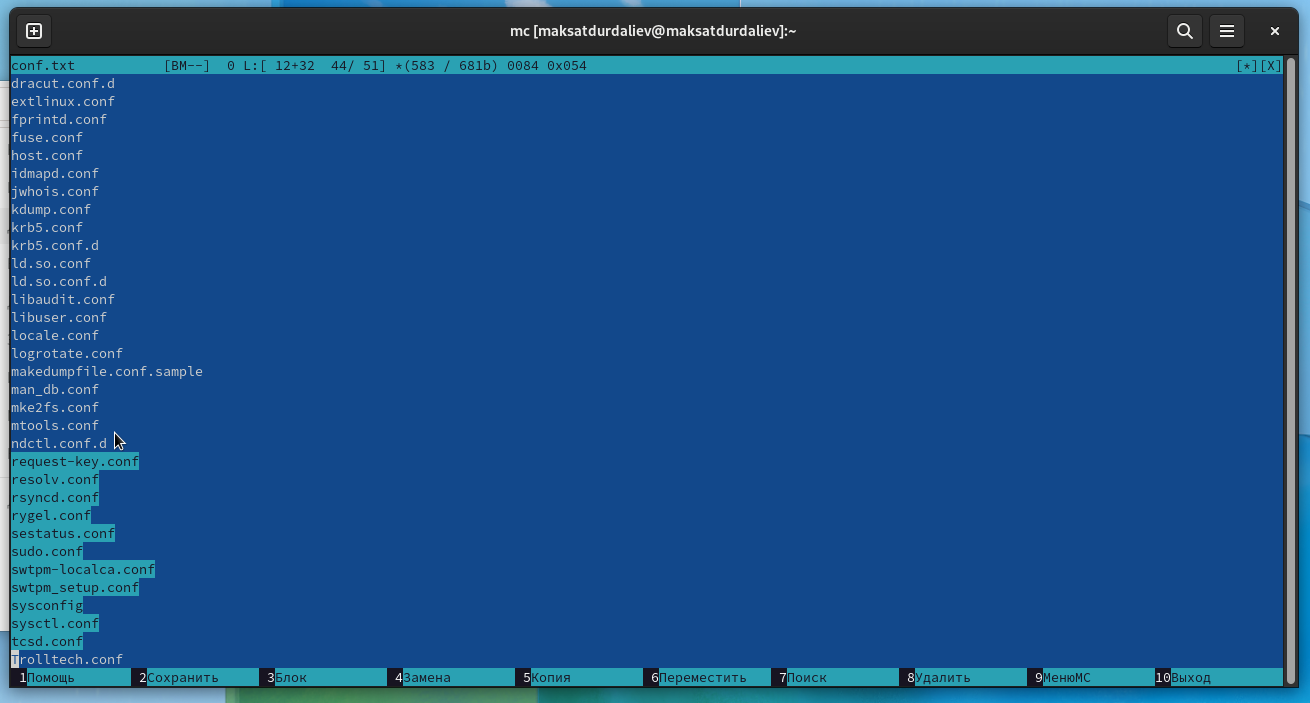 mc [maksatdurdaliev@maksatdurdaliev]:~
conf.txt [BM--] 0 L:[ 12+32 44/ 51] *(583 / 681b) 0084 0x054 [*][X]
dracut.conf.d
extlinux.conf
fprintd.conf
fuse.conf
host.conf
idmapd.conf
jwhois.conf
kdump.conf
krb5.conf
krb5.conf.d
ld.so.conf
ld.so.conf.d
libaudit.conf
libuser.conf
locale.conf
logrotate.conf
makedumpfile.conf.sample
man_db.conf
mke2fs.conf
mtools.conf
ndctl.conf.d
request-key.conf
resolv.conf
rsyncd.conf
rygel.conf
sestatus.conf
sudo.conf
swtpm-localca.conf
swtpm_setup.conf
sysconfig
sysctl.conf
tcsd.conf
Trolltech.conf
1Помощь 2Сохранить 3Блок 4Замена 5Копия 6Переместить 7Поиск 8Удалить 9МенюМС 10Выход